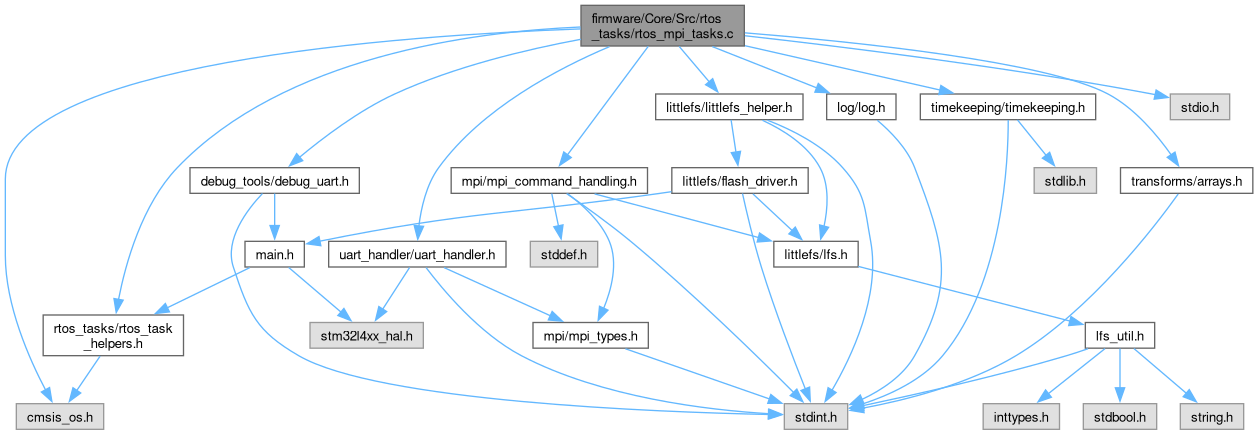 firmware/Core/Src/rtos
_tasks/rtos_mpi_tasks.c
littlefs/littlefs_helper.h
log/log.h
timekeeping/timekeeping.h
stdio.h
debug_tools/debug_uart.h
mpi/mpi_command_handling.h
littlefs/flash_driver.h
stdlib.h
transforms/arrays.h
main.h
uart_handler/uart_handler.h
stddef.h
littlefs/lfs.h
rtos_tasks/rtos_task
_helpers.h
stm32l4xx_hal.h
mpi/mpi_types.h
lfs_util.h
cmsis_os.h
stdint.h
inttypes.h
stdbool.h
string.h